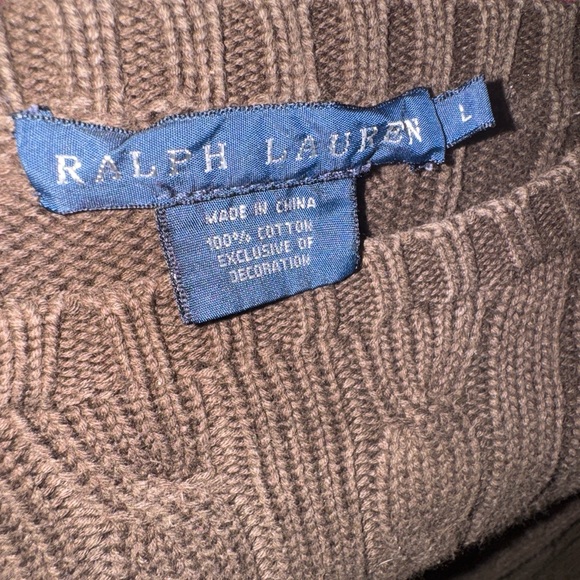 RALPH LAUREN
L
MADE IN CHINA
100% COTTON
EXCLUSIVE OF
DECORATION